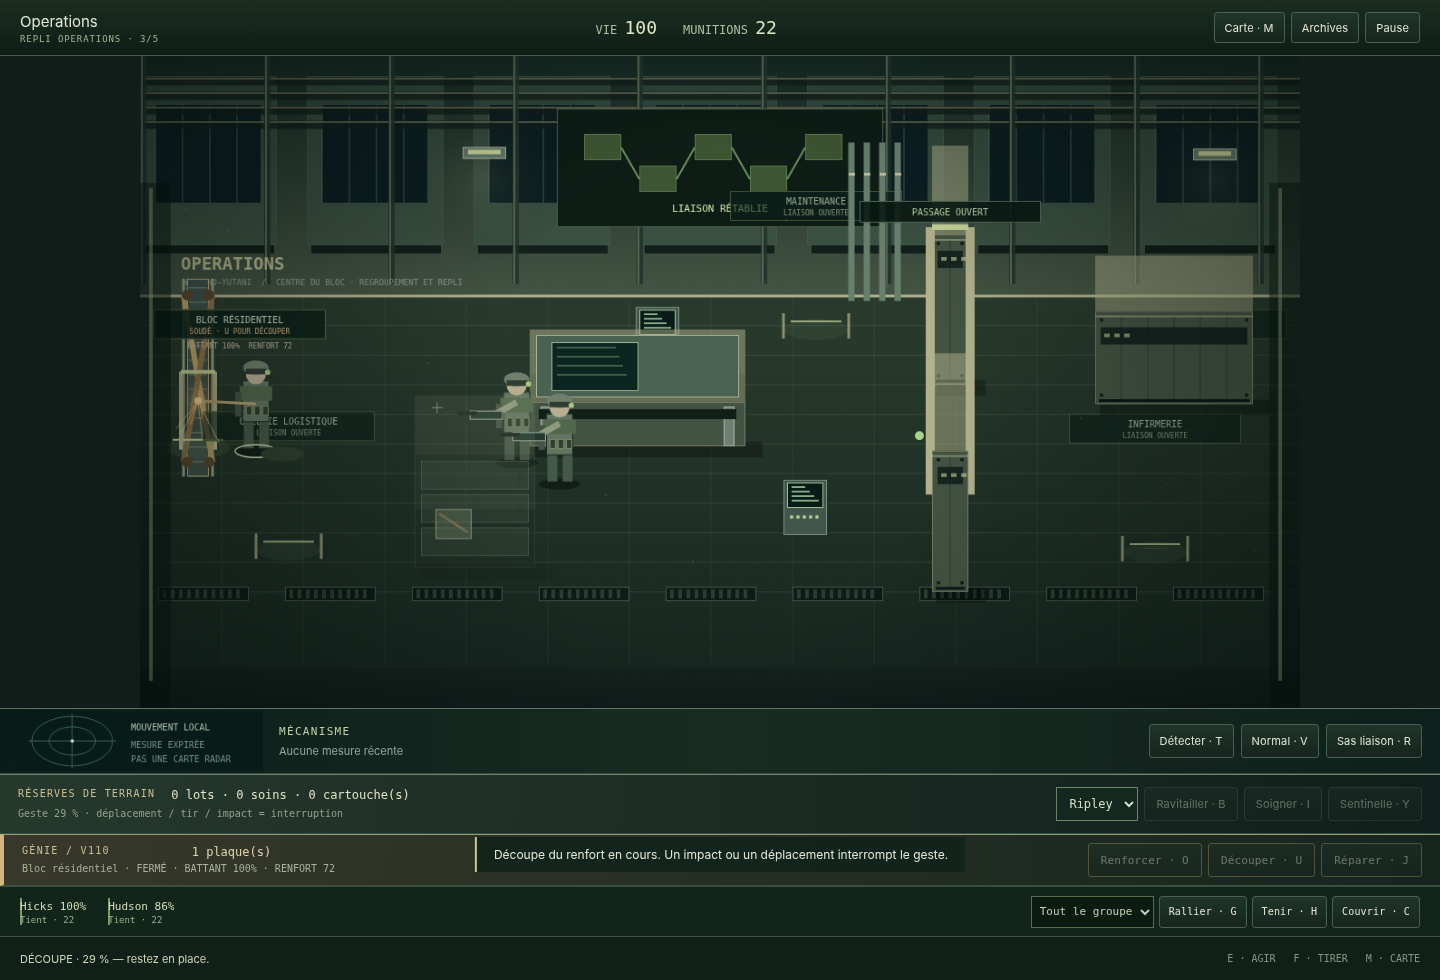 Operations
REPLI OPERATIONS · 3/5
VIE 100 MUNITIONS 22
Carte · M
Archives
Pause
LIAISON RÉTABLIE
MAINTENANCE
LIAISON OUVERTE
PASSAGE OUVERT
OPERATIONS
-YUTANI / CENTRE DU BLOC · REGROUPEMENT ET REPLI
BLOC RÉSIDENTIEL
SOUDÉ · U POUR DÉCOUPER
BATTANT 100% RENFORT 72
LOGISTIQUE
OUVERTE
INFIRMERIE
LIAISON OUVERTE
MOUVEMENT LOCAL
MESURE EXPIRÉE
PAS UNE CARTE RADAR
MÉCANISME
Aucune mesure récente
Détecter · T
Normal · V
Sas liaison · R
RÉSERVES DE TERRAIN 0 lots · 0 soins · 0 cartouche(s)
Geste 29 % · déplacement / tir / impact = interruption
Ripley
Ravitailler · B
Soigner · I
Sentinelle · Y
GÉNIE / V110 1 plaque(s)
Bloc résidentiel · FERMÉ · BATTANT 100% · RENFORT 72
Découpe du renfort en cours. Un impact ou un déplacement interrompt le geste.
Renforcer · O
Découper · U
Réparer · J
Hicks 100%
Tient · 22
Hudson 86%
Tient · 22
Tout le groupe
Rallier · G
Tenir · H
Couvrir · C
DÉCOUPE · 29 % — restez en place.
E · AGIR F · TIRER M · CARTE